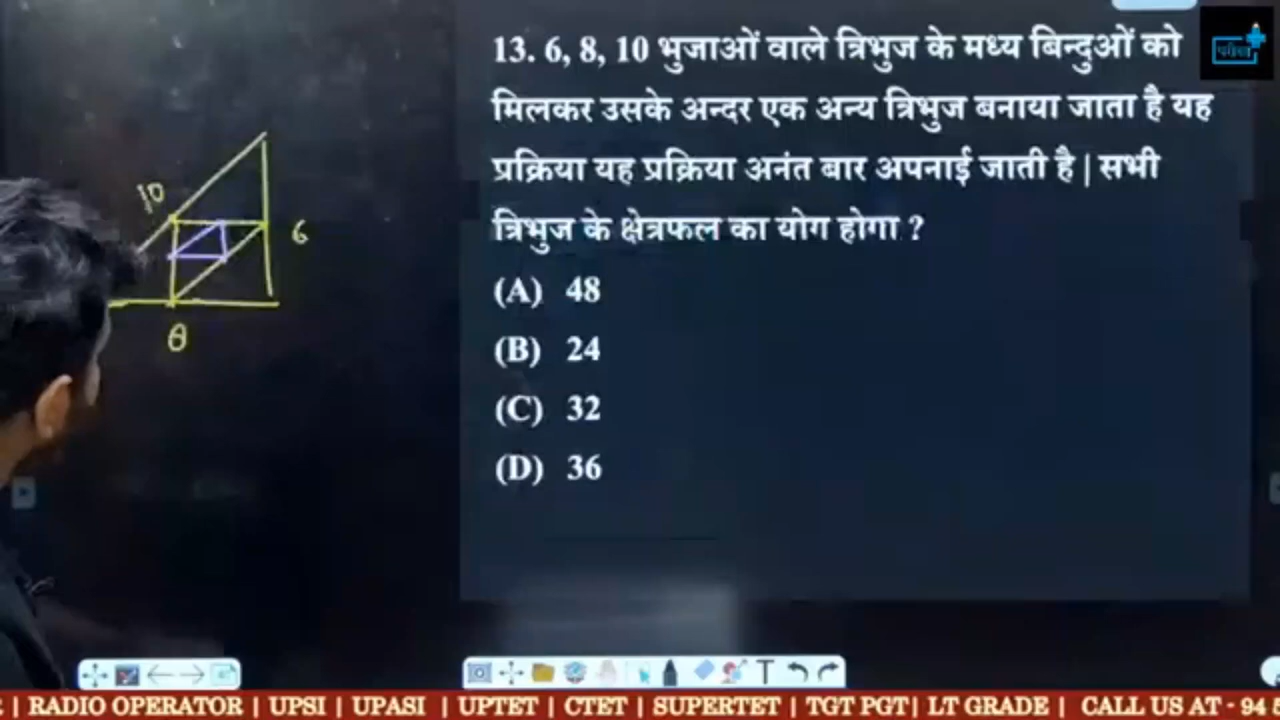 परीक्षा
13. 6, 8, 10 भुजाओं वाले त्रिभुज के मध्य बिन्दुओं को
मिलकर उसके अन्दर एक अन्य त्रिभुज बनाया जाता है यह
प्रक्रिया यह प्रक्रिया अनंत बार अपनाई जाती है | सभी
त्रिभुज के क्षेत्रफल का योग होगा ?
10
6
8
(A) 48
(B) 24
(C) 32
(D) 36
T
| RADIO OPERATOR | UPSI | UPASI | UPTET | CTET | SUPERTET | TGT PGT| LT GRADE | CALL US AT - 94